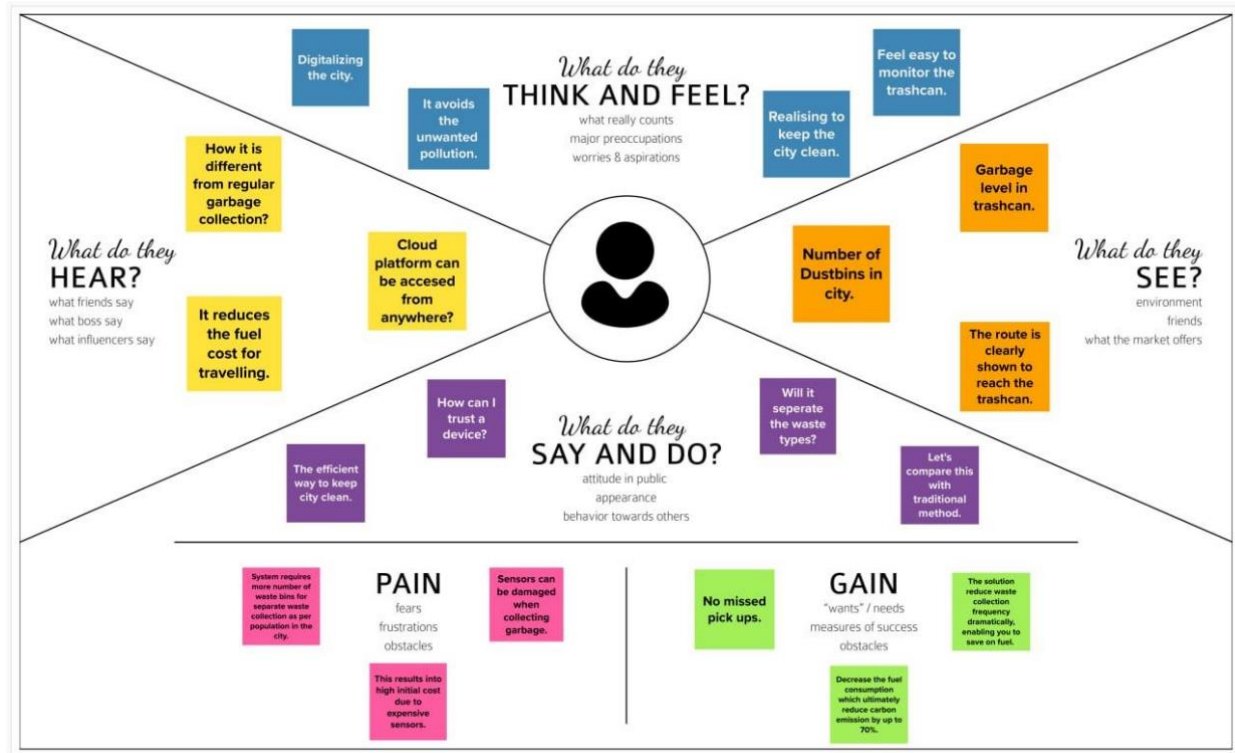 Digitalizing
the city.
It avoids
the
unwanted
pollution.
What do they
THINK AND FEEL?
what really counts
major preoccupations
worries & aspirations
Realising to
keep the
city clean.
Feel easy to
monitor the
trashcan.
What do they
HEAR?
what friends say
what boss say
what influencers say
How it is
different
from regular
garbage
collection?
Cloud
platform can
be accesed
from
anywhere?
It reduces
the fuel
cost for
travelling.
Number of
Dustbins in
city.
Garbage
level in
trashcan.
The route is
clearly
shown to
reach the
trashcan.
What do they
SEE?
environment
friends
what the market offers
The efficient
way to keep
city clean.
How can I
trust a
device?
What do they
SAY AND DO?
attitude in public
appearance
behavior towards others
Will it
seperate
the waste
types?
Let's
compare this
with
traditional
method.
System requires
more number of
waste bins for
separate waste
collection as per
population in the
city.
PAIN
fears
frustrations
obstacles
Sensors can
be damaged
when
collecting
garbage.
This results into
high initial cost
due to
expensive
sensors.
No missed
pick ups.
GAIN
"wants" / needs
measures of success
obstacles
The solution
reduce waste
collection
frequency
dramatically,
enabling you to
save on fuel.
Decrease the fuel
consumption
which ultimately
reduce carbon
emission by up to
70%.